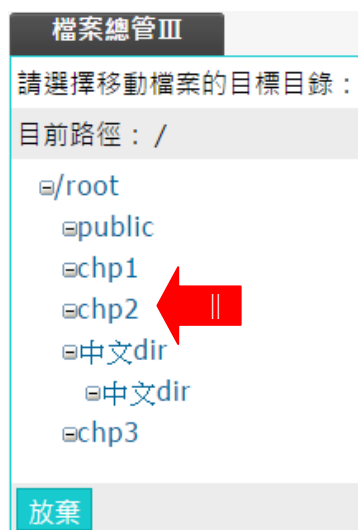 檔案總管III
請選擇移動檔案的目標目錄：
目前路徑：/
/root
public
chp1
chp2
中文dir
中文dir
chp3
放棄